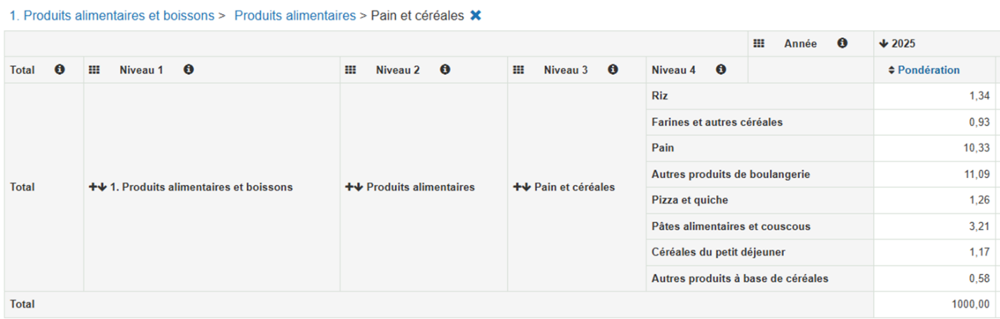 1. Produits alimentaires et boissons > Produits alimentaires > Pain et céréales
Année 2025
Total Niveau 1 Niveau 2 Niveau 3 Niveau 4 Pondération
Riz 1,34
Farines et autres céréales 0,93
Pain 10,33
Autres produits de boulangerie 11,09
Total 1. Produits alimentaires et boissons Produits alimentaires Pain et céréales
Pizza et quiche 1,26
Pâtes alimentaires et couscous 3,21
Céréales du petit déjeuner 1,17
Autres produits à base de céréales 0,58
Total 1000,00